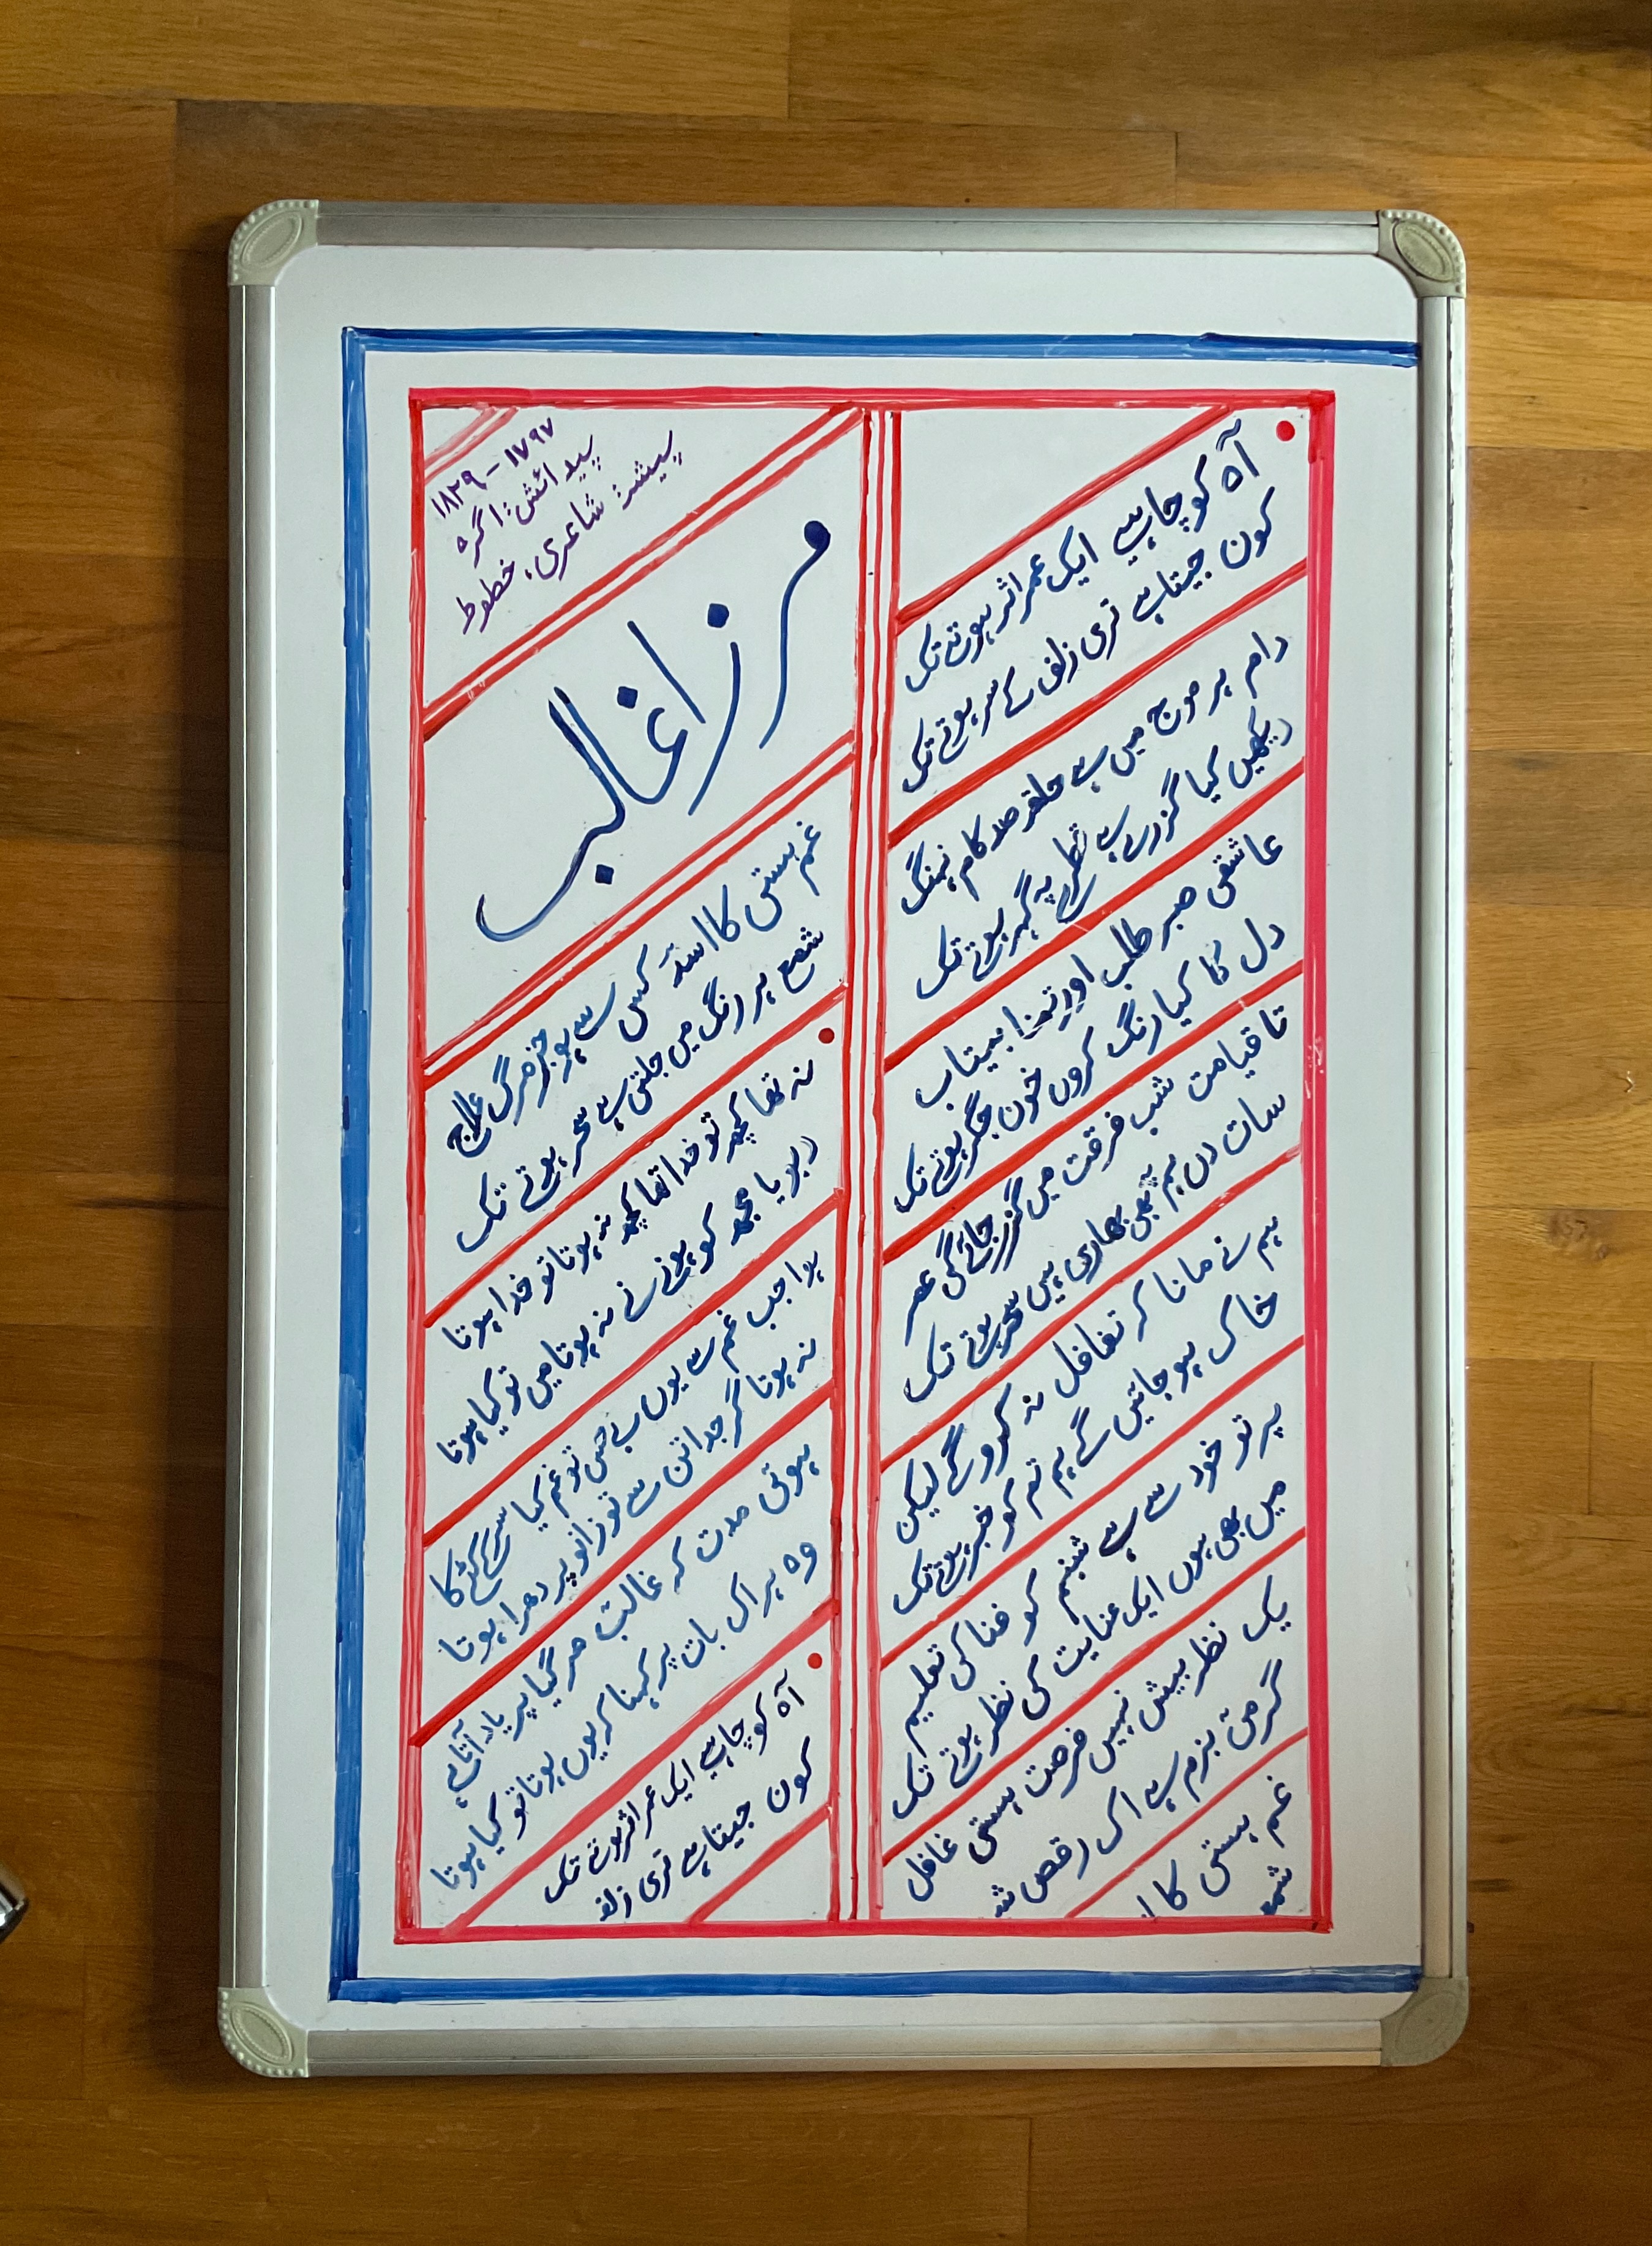 آہ کو چاہیے ایک عمر اثر ہوتے تک
کون جیتا ہے تری زلف کے سر ہوتے تک
دام ہر موج میں ہے حلقہ صد کام نہنگ
دیکھیں کیا گزرے ہے قطرے پہ گہر ہوتے تک
عاشقی صبر طلب اور تمنا بیتاب
دل کا کیا رنگ کروں خون جگر ہوتے تک
تا قیامت شب فرقت میں گزر جائے گی عمر
سات دن ہم پہ بھی بھاری ہیں سحر ہوتے تک
ہم نے مانا کہ تغافل نہ کرو گے لیکن
خاک ہو جائیں گے ہم تم کو خبر ہوتے تک
پرتو خود سے ہے شبنم کو فنا کی تعلیم
میں بھی ہوں ایک عنایت کی نظر ہوتے تک
یک نظر بیش نہیں فرصت ہستی غافل
گرمئ بزم ہے اک رقص ش
غم ہستی کا ا
شمع
۱۷۹۷ – ۱۸۲۹
پیدائش: اگرہ
پیشہ: شاعری، خطوط
مرزا غالب
غم ہستی کا اسدؔ کس سے ہو جز مرگ علاج
شمع ہر رنگ میں جلتی ہے سحر ہوتے تک
نہ تھا کچھ تو خدا تھا کچھ نہ ہوتا تو خدا ہوتا
ڈبویا مجھ کو ہونے نے نہ ہوتا میں تو کیا ہوتا
ہوا جب غم سے یوں بے حس تو غم کیا سر کے کٹنے کا
نہ ہوتا گر جدا تن سے تو زانو پر دھرا ہوتا
ہوئی مدت کہ غالب مر گیا پر یاد آتا ہے
وہ ہر اک بات پر کہنا کہ یوں ہوتا تو کیا ہوتا
آہ کو چاہیے ایک عمر اثر ہوتے تک
کون جیتا ہے تری زلف